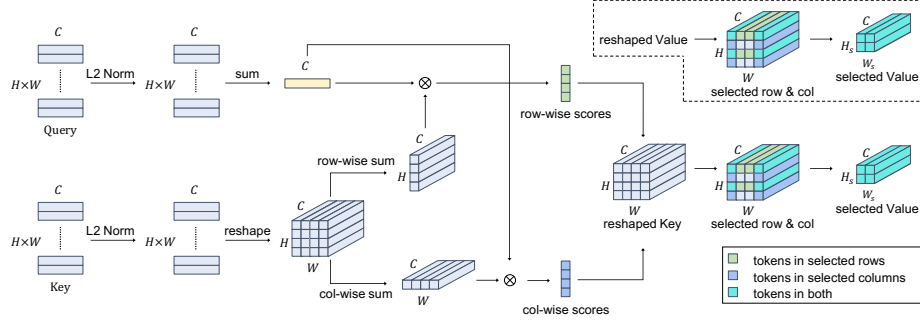 C
C
C
C
reshaped Value
H
H_s
W
W_s
selected row & col
selected Value
H×W
L2 Norm
H×W
sum
C
Query
row-wise scores
C
row-wise sum
H
C
C
C
C
C
H×W
L2 Norm
H×W
reshape
H
W
Key
H
W
reshaped Key
C
H
W
selected row & col
H_s
W_s
selected Value
col-wise sum
C
W
col-wise scores
tokens in selected rows
tokens in selected columns
tokens in both